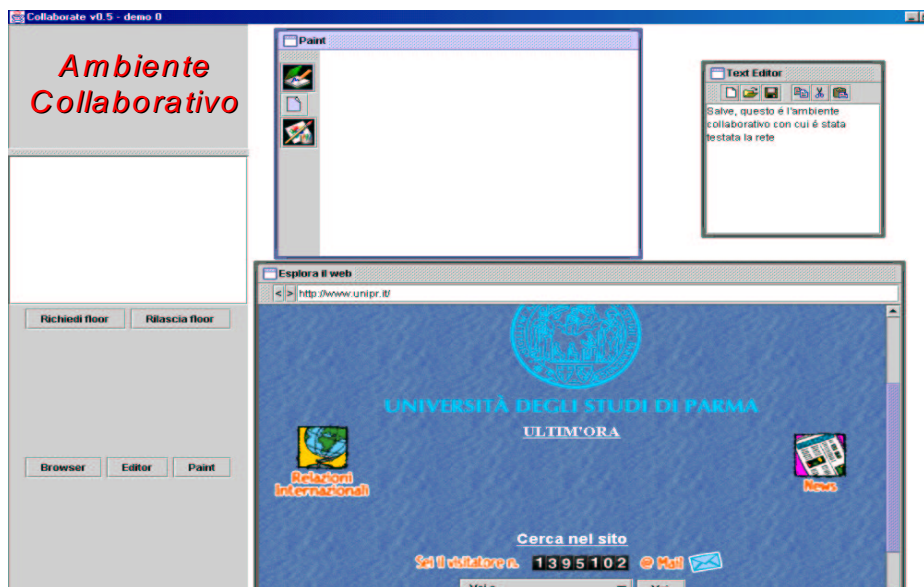 Collaborate v0.5 - demo 0
Ambiente
Collaborativo
Richiedi floor Rilascia floor
Browser Editor Paint
Paint
Text Editor
Salve, questo é l'ambiente
collaborativo con cui é stata
testata la rete
Esplora il web
< > http://www.unipr.it/
UNIVERSITÀ DEGLI STUDI DI PARMA
ULTIM'ORA
Relazioni
Internazionali
News
Cerca nel sito
Sei il visitatore n. 1395102 @ Mail